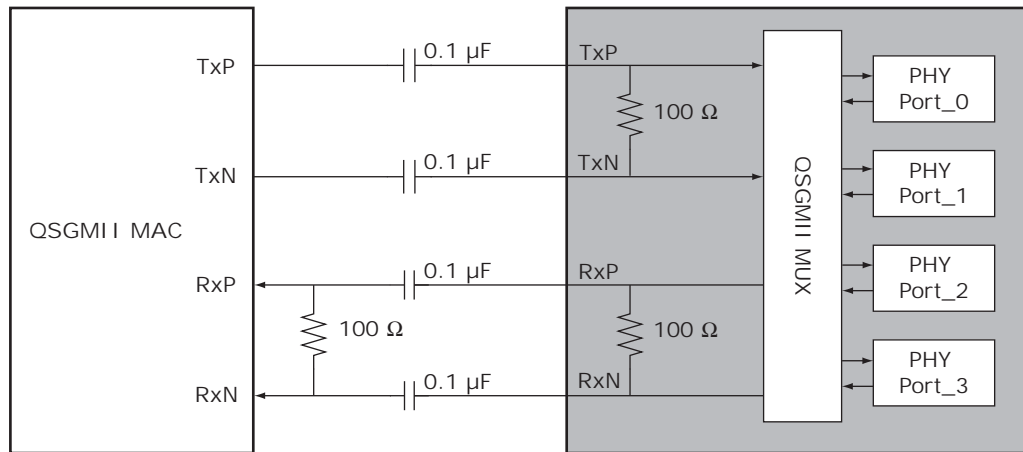 0.1 µF
TxP
TxP
PHY
Port_0
100 Ω
0.1 µF
TxN
TxN
PHY
Port_1
QSGMII MAC
QSGMII MUX
0.1 µF
RxP
RxP
PHY
Port_2
100 Ω
100 Ω
0.1 µF
RxN
RxN
PHY
Port_3